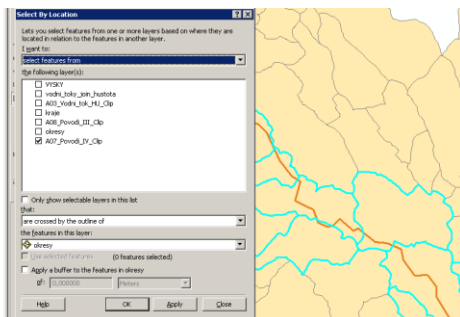 Select By Location
Lets you select features from one or more layers based on where they are
located in relation to the features in another layer.
I want to:
select features from
the following layer(s):
VYSKY
vodni_toky_join_hustota
A03_Vodni_tok_HU_Clip
kraje
A08_Povodi_III_Clip
okresy
A07_Povodi_IV_Clip
Only show selectable layers in this list
that:
are crossed by the outline of
the features in this layer:
okresy
Use selected features (0 features selected)
Apply a buffer to the features in okresy
of: 0,000000 Meters
Help OK Apply Close